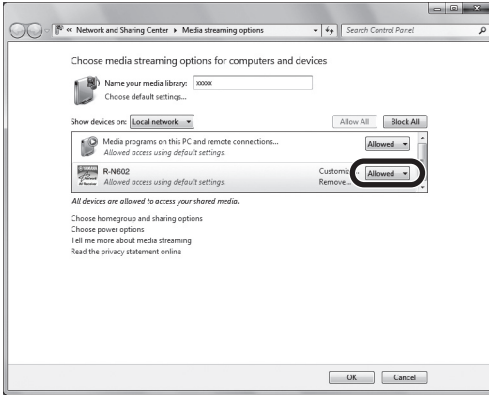 « Network and Sharing Center ▸ Media streaming options
Search Control Panel
Choose media streaming options for computers and devices
Name your media library: xxxxx
Choose default settings...
Show devices on: Local network
Allow All
Block All
Media programs on this PC and remote connections...
Allowed access using default settings.
Allowed
R-N602
Allowed access using default settings.
Customize...
Remove...
Allowed
All devices are allowed to access your shared media.
Choose homegroup and sharing options
Choose power options
Tell me more about media streaming
Read the privacy statement online
OK
Cancel